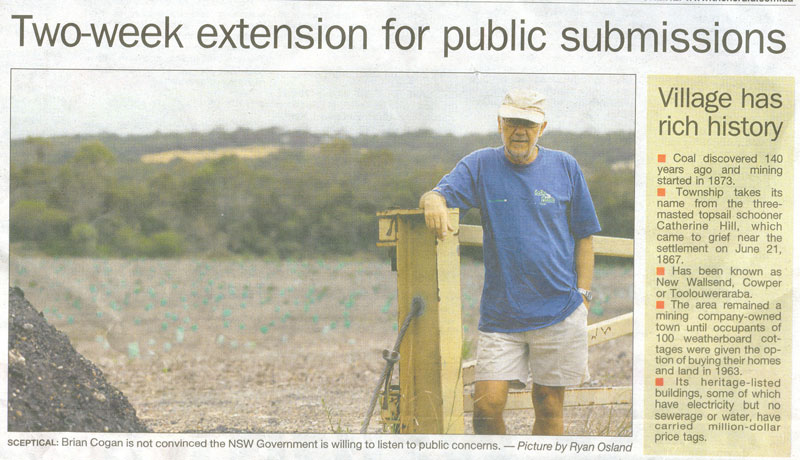 Two-week extension for public submissions
SCEPTICAL: Brian Cogan is not convinced the NSW Government is willing to listen to public concerns. — Picture by Ryan Osland
Village has
rich history
■ Coal discovered 140
years ago and mining
started in 1873.
■ Township takes its
name from the three-
masted topsail schooner
Catherine Hill, which
came to grief near the
settlement on June 21,
1867.
■ Has been known as
New Wallsend, Cowper
or Toolouweraraba.
■ The area remained a
mining company-owned
town until occupants of
100 weatherboard cot-
tages were given the op-
tion of buying their homes
and land in 1963.
■ Its heritage-listed
buildings, some of which
have electricity but no
sewerage or water, have
carried million-dollar
price tags.